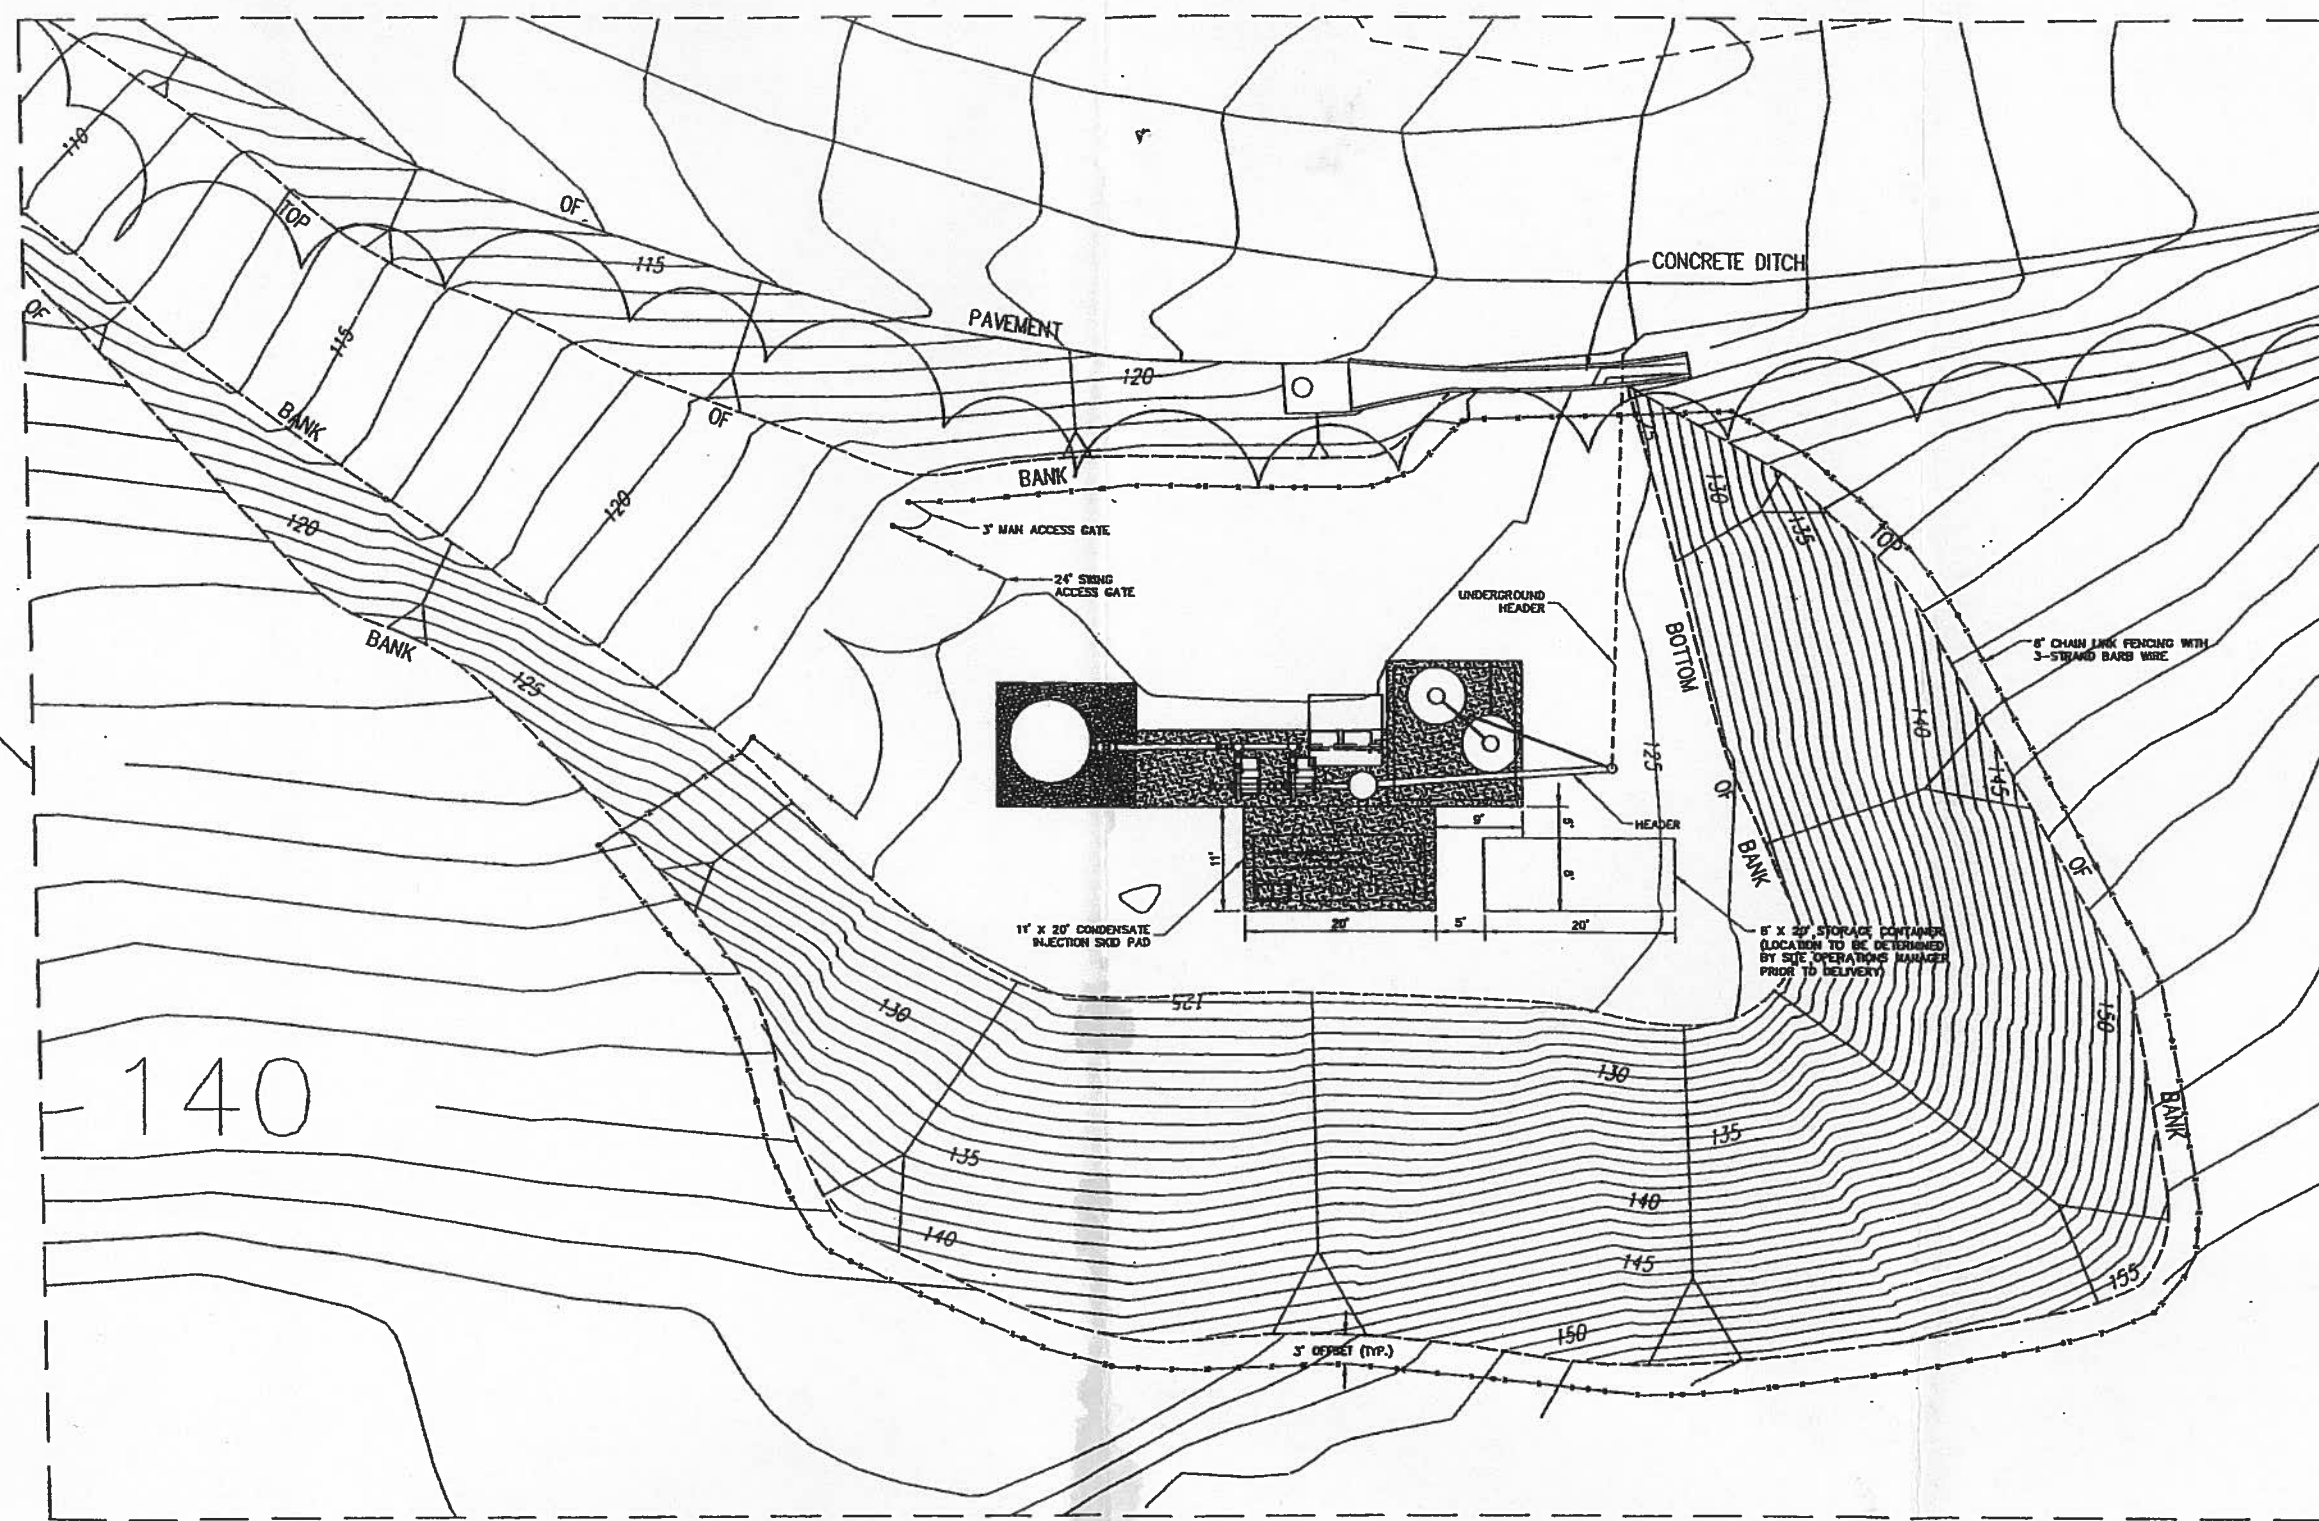 110
TOP
OF
115
OF
CONCRETE DITCH
PAVEMENT
115
120
BANK
OF
BANK
120
120
3' MAN ACCESS GATE
24' SWING
ACCESS GATE
125
130
135
TOP
UNDERGROUND
HEADER
BANK
BOTTOM
8' CHAIN LINK FENCING WITH
3-STRAND BARB WIRE
125
140
125
145
OF
HEADER
9'
5'
11'
8'
BANK
OF
11' X 20' CONDENSATE
INJECTION SKID PAD
20'
5'
20'
8' X 20' STORAGE CONTAINER
(LOCATION TO BE DETERMINED
BY SITE OPERATIONS MANAGER
PRIOR TO DELIVERY)
125
130
150
140
130
BANK
135
135
140
140
145
155
150
3' OFFSET (TYP.)